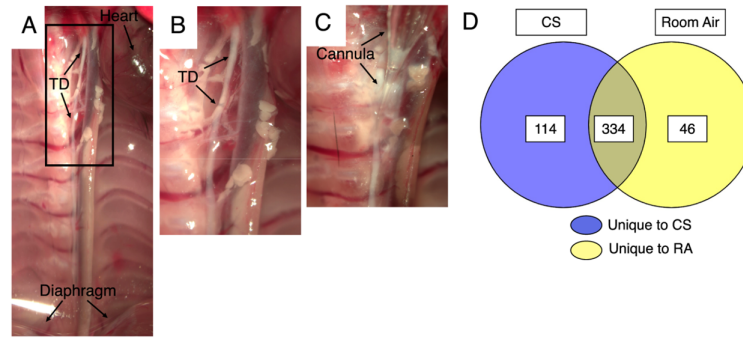 A
Heart
TD
Diaphragm
B
TD
C
Cannula
D
CS
Room Air
114
334
46
Unique to CS
Unique to RA